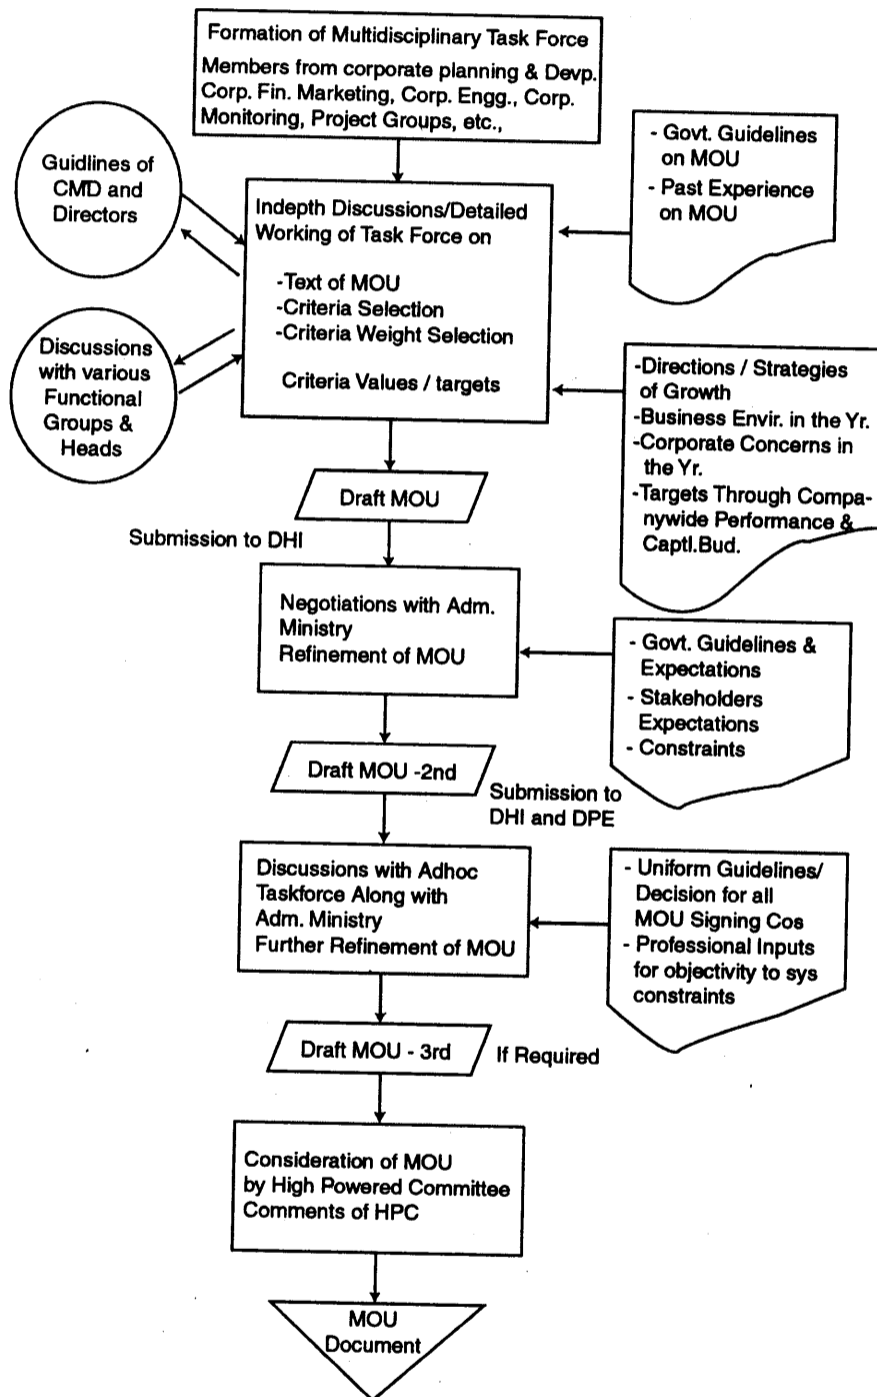 Formation of Multidisciplinary Task Force
Members from corporate planning & Devp.
Corp. Fin. Marketing, Corp. Engg., Corp.
Monitoring, Project Groups, etc.,
Guidlines of
CMD and
Directors
- Govt. Guidelines
on MOU
- Past Experience
on MOU
Indepth Discussions/Detailed
Working of Task Force on
-Text of MOU
-Criteria Selection
-Criteria Weight Selection
Criteria Values / targets
Discussions
with various
Functional
Groups &
Heads
-Directions / Strategies
of Growth
-Business Envir. in the Yr.
-Corporate Concerns in
the Yr.
-Targets Through Compa-
nywide Performance &
Captl.Bud.
Draft MOU
Submission to DHI
Negotiations with Adm.
Ministry
Refinement of MOU
- Govt. Guidelines &
Expectations
- Stakeholders
Expectations
- Constraints
Draft MOU -2nd
Submission to
DHI and DPE
Discussions with Adhoc
Taskforce Along with
Adm. Ministry
Further Refinement of MOU
- Uniform Guidelines/
Decision for all
MOU Signing Cos
- Professional Inputs
for objectivity to sys
constraints
Draft MOU - 3rd
If Required
Consideration of MOU
by High Powered Committee
Comments of HPC
MOU
Document